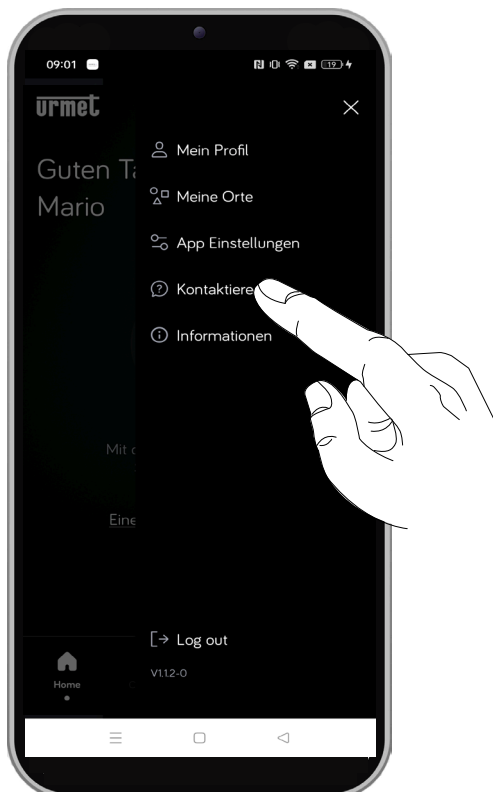 09:01
19
urmet
Guten Ta
Mario
Mein Profil
Meine Orte
App Einstellungen
Kontaktiere
Informationen
Mit d
Eine
Log out
V1.1.2-0
Home